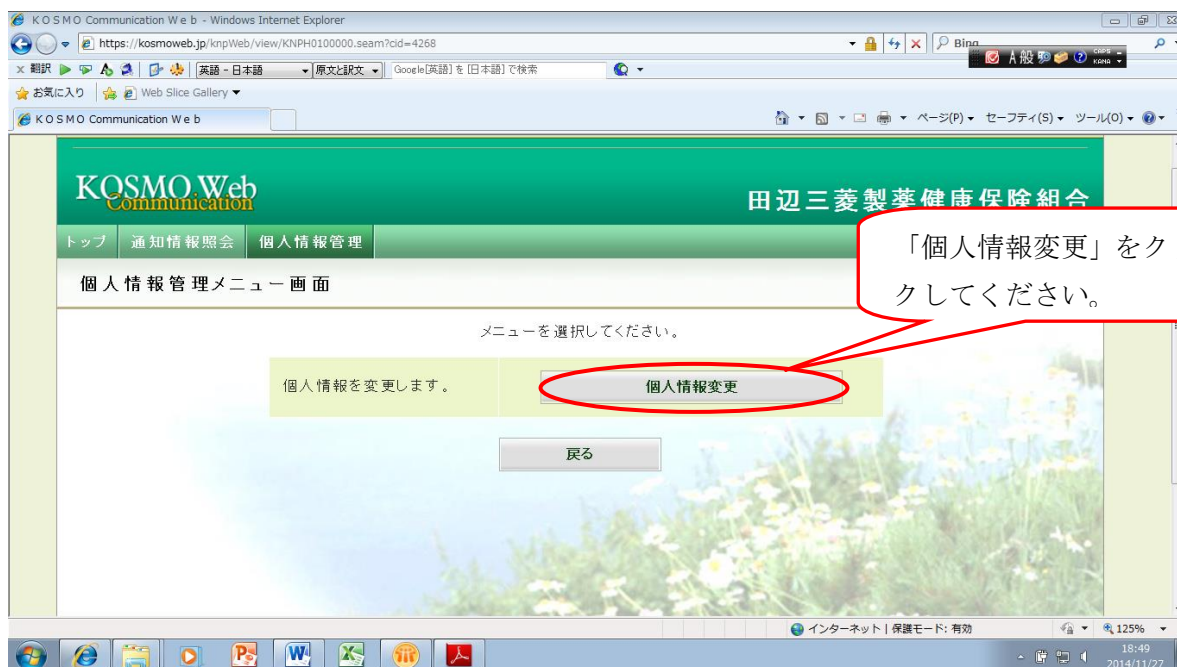 KOSMO Communication Web - Windows Internet Explorer
https://kosmoweb.jp/knpWeb/view/KNPH0100000.seam?cid=4268
Bing
A 般 CAPS KANA
x 翻訳 英語 - 日本語 原文と訳文 Google[英語]を[日本語]で検索
お気に入り Web Slice Gallery
KOSMO Communication Web
ページ(P) セーフティ(S) ツール(O)
KOSMO Web
Communication
田辺三菱製薬健康保険組合
トップ 通知情報照会 個人情報管理
「個人情報変更」をク
クしてください。
個人情報管理メニュー画面
メニューを選択してください。
個人情報を変更します。 個人情報変更
戻る
インターネット | 保護モード: 有効 125%
18:49
2014/11/27